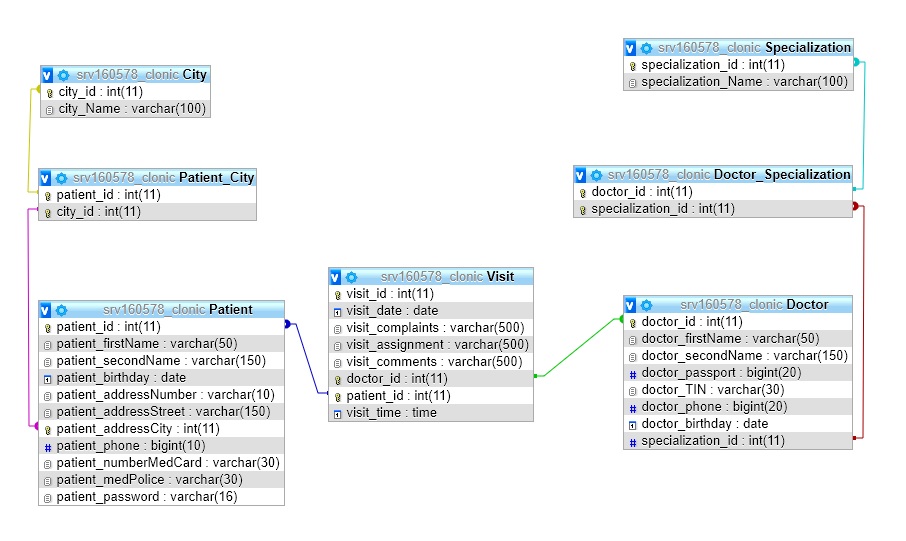 srv160578_clonic City
city_id : int(11)
city_Name : varchar(100)
srv160578_clonic Specialization
specialization_id : int(11)
specialization_Name : varchar(100)
srv160578_clonic Patient_City
patient_id : int(11)
city_id : int(11)
srv160578_clonic Doctor_Specialization
doctor_id : int(11)
specialization_id : int(11)
srv160578_clonic Patient
patient_id : int(11)
patient_firstName : varchar(50)
patient_secondName : varchar(150)
patient_birthday : date
patient_addressNumber : varchar(10)
patient_addressStreet : varchar(150)
patient_addressCity : int(11)
patient_phone : bigint(10)
patient_numberMedCard : varchar(30)
patient_medPolice : varchar(30)
patient_password : varchar(16)
srv160578_clonic Visit
visit_id : int(11)
visit_date : date
visit_complaints : varchar(500)
visit_assignment : varchar(500)
visit_comments : varchar(500)
doctor_id : int(11)
patient_id : int(11)
visit_time : time
srv160578_clonic Doctor
doctor_id : int(11)
doctor_firstName : varchar(50)
doctor_secondName : varchar(150)
doctor_passport : bigint(20)
doctor_TIN : varchar(30)
doctor_phone : bigint(20)
doctor_birthday : date
specialization_id : int(11)